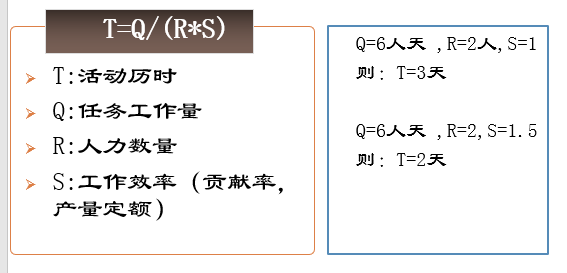 T=Q/(R*S)
T:活动历时
Q:任务工作量
R:人力数量
S:工作效率（贡献率，
产量定额）
Q=6人天 ,R=2人,S=1
则：T=3天
Q=6人天 ,R=2,S=1.5
则：T=2天